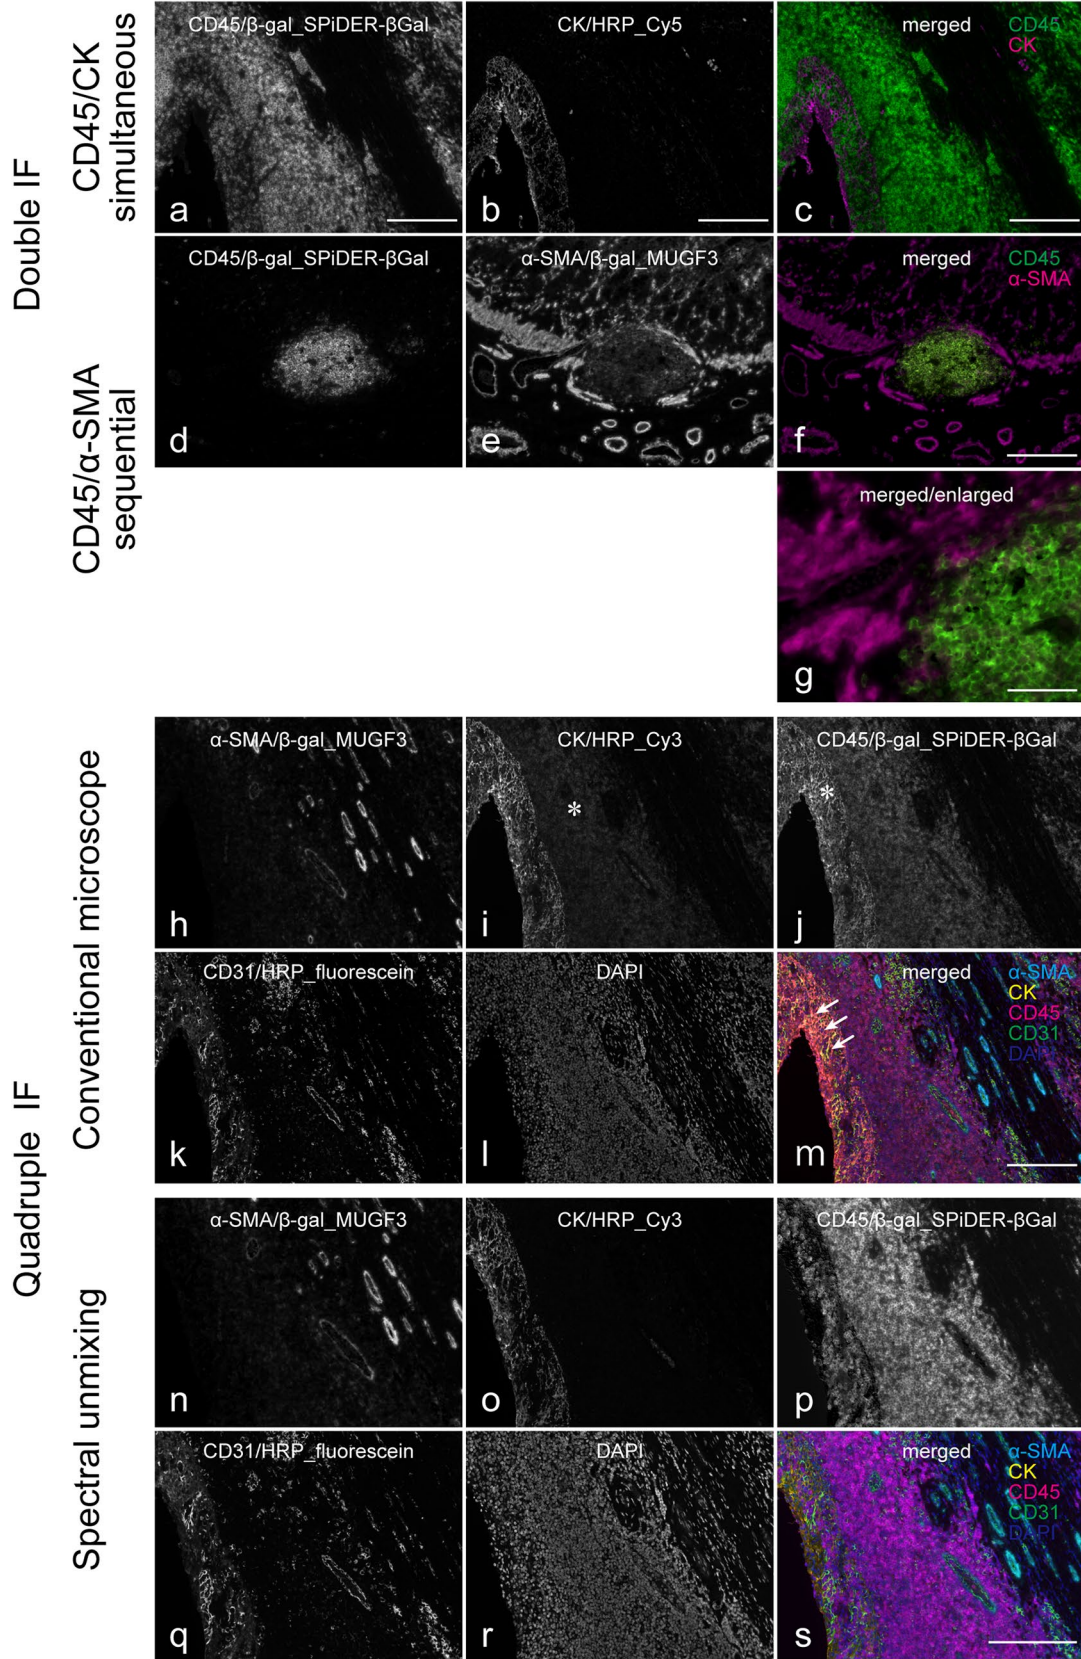 Double IF
CD45/CK
simultaneous
CD45/β-gal_SPiDER-βGal
a
CK/HRP_Cy5
b
merged
CD45
CK
c
CD45/α-SMA
sequential
CD45/β-gal_SPiDER-βGal
d
α-SMA/β-gal_MUGF3
e
merged
CD45
α-SMA
f
merged/enlarged
g
Quadruple IF
Conventional microscope
α-SMA/β-gal_MUGF3
h
CK/HRP_Cy3
*
i
CD45/β-gal_SPiDER-βGal
*
j
CD31/HRP_fluorescein
k
DAPI
l
merged
α-SMA
CK
CD45
CD31
DAPI
m
Spectral unmixing
α-SMA/β-gal_MUGF3
n
CK/HRP_Cy3
o
CD45/β-gal_SPiDER-βGal
p
CD31/HRP_fluorescein
q
DAPI
r
merged
α-SMA
CK
CD45
CD31
DAPI
s